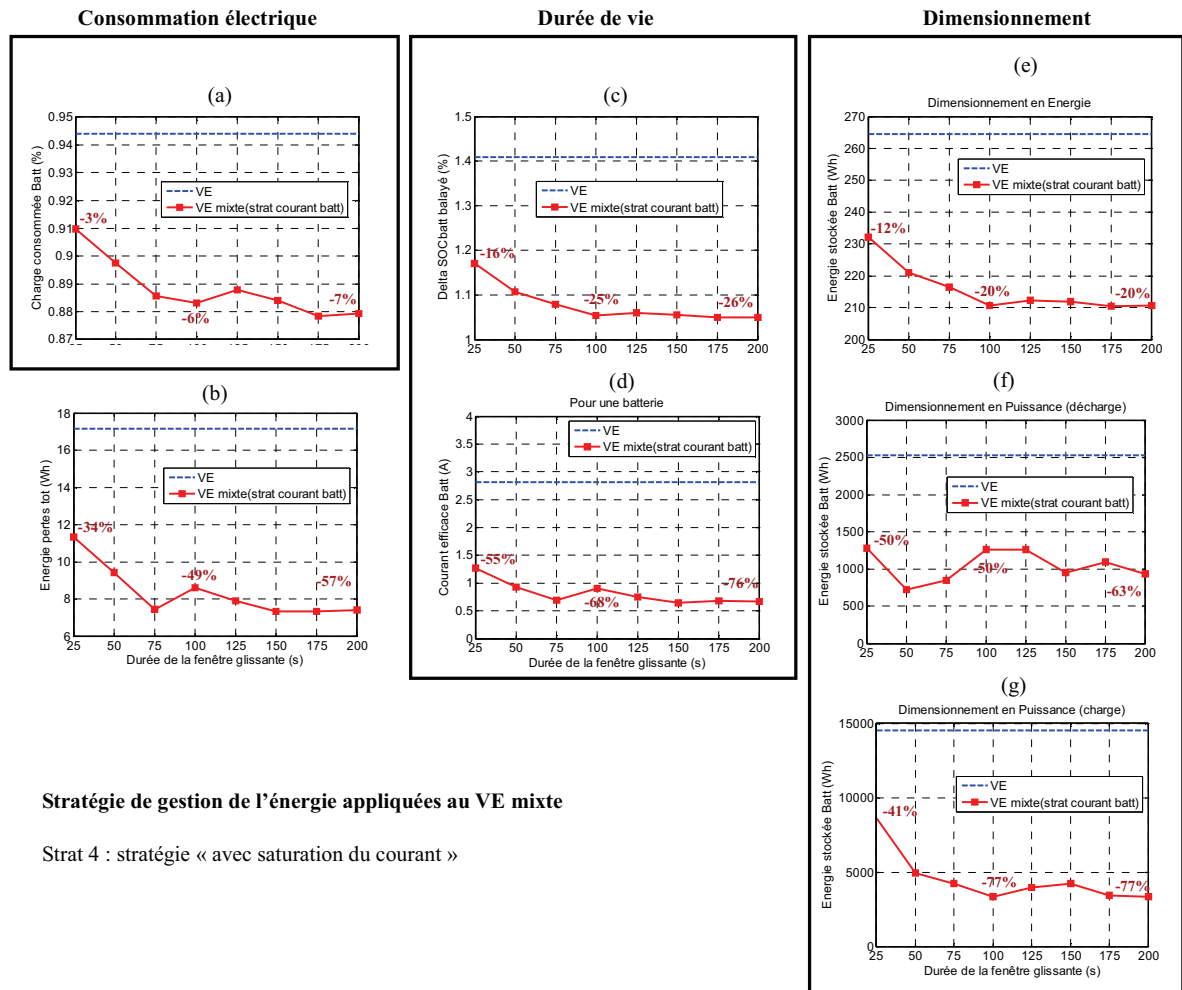 Consommation électrique
Durée de vie
Dimensionnement
(a)
0.95
0.94
0.93
0.92
0.91
0.9
0.89
0.88
0.87
Charge consommée Batt (%)
VE
VE mixte(strat courant batt)
-3%
-6%
-7%
(b)
18
16
14
12
10
8
6
Energie pertes tot (Wh)
VE
VE mixte(strat courant batt)
-34%
-49%
-57%
25 50 75 100 125 150 175 200
Durée de la fenêtre glissante (s)
(c)
1.5
1.4
1.3
1.2
1.1
1
Delta SOCbatt balayé (%)
VE
VE mixte(strat courant batt)
-16%
-25%
-26%
25 50 75 100 125 150 175 200
(d)
Pour une batterie
4
3.5
3
2.5
2
1.5
1
0.5
0
Courant efficace Batt (A)
VE
VE mixte(strat courant batt)
-55%
-68%
-76%
25 50 75 100 125 150 175 200
Durée de la fenêtre glissante (s)
(e)
Dimensionnement en Energie
270
260
250
240
230
220
210
200
Energie stockée Batt (Wh)
VE
VE mixte(strat courant batt)
-12%
-20%
-20%
25 50 75 100 125 150 175 200
(f)
Dimensionnement en Puissance (décharge)
3000
2500
2000
1500
1000
500
0
Energie stockée Batt (Wh)
VE
VE mixte(strat courant batt)
-50%
-50%
-63%
25 50 75 100 125 150 175 200
(g)
Dimensionnement en Puissance (charge)
15000
10000
5000
0
Energie stockée Batt (Wh)
VE
VE mixte(strat courant batt)
-41%
-77%
-77%
25 50 75 100 125 150 175 200
Durée de la fenêtre glissante (s)
Stratégie de gestion de l'énergie appliquées au VE mixte
Strat 4 : stratégie « avec saturation du courant »